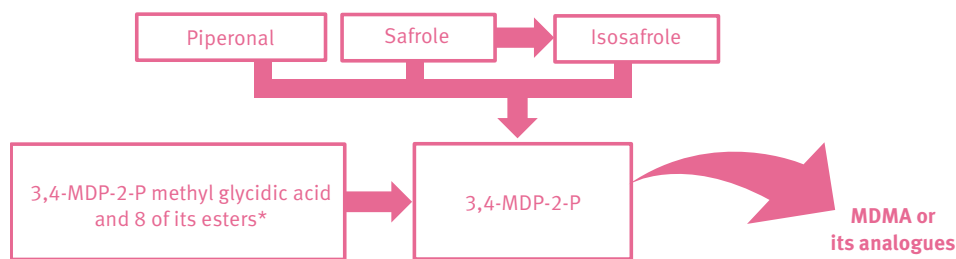 Piperonal
Safrole
Isosafrole
3,4-MDP-2-P methyl glycidic acid
and 8 of its esters*
3,4-MDP-2-P
MDMA or
its analogues